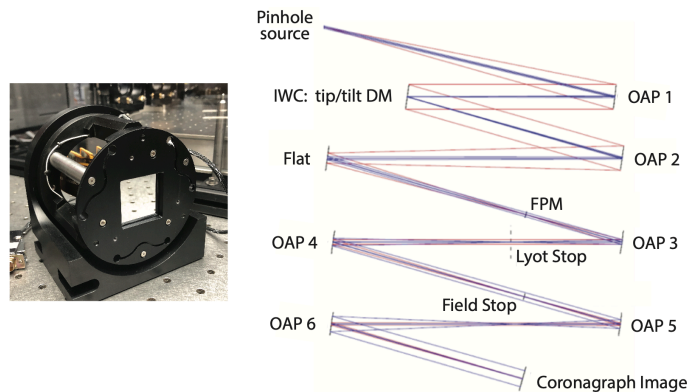 Pinhole
source
OAP 1
IWC: tip/tilt DM
Flat
OAP 2
FPM
OAP 4
OAP 3
Lyot Stop
Field Stop
OAP 6
OAP 5
Coronagraph Image